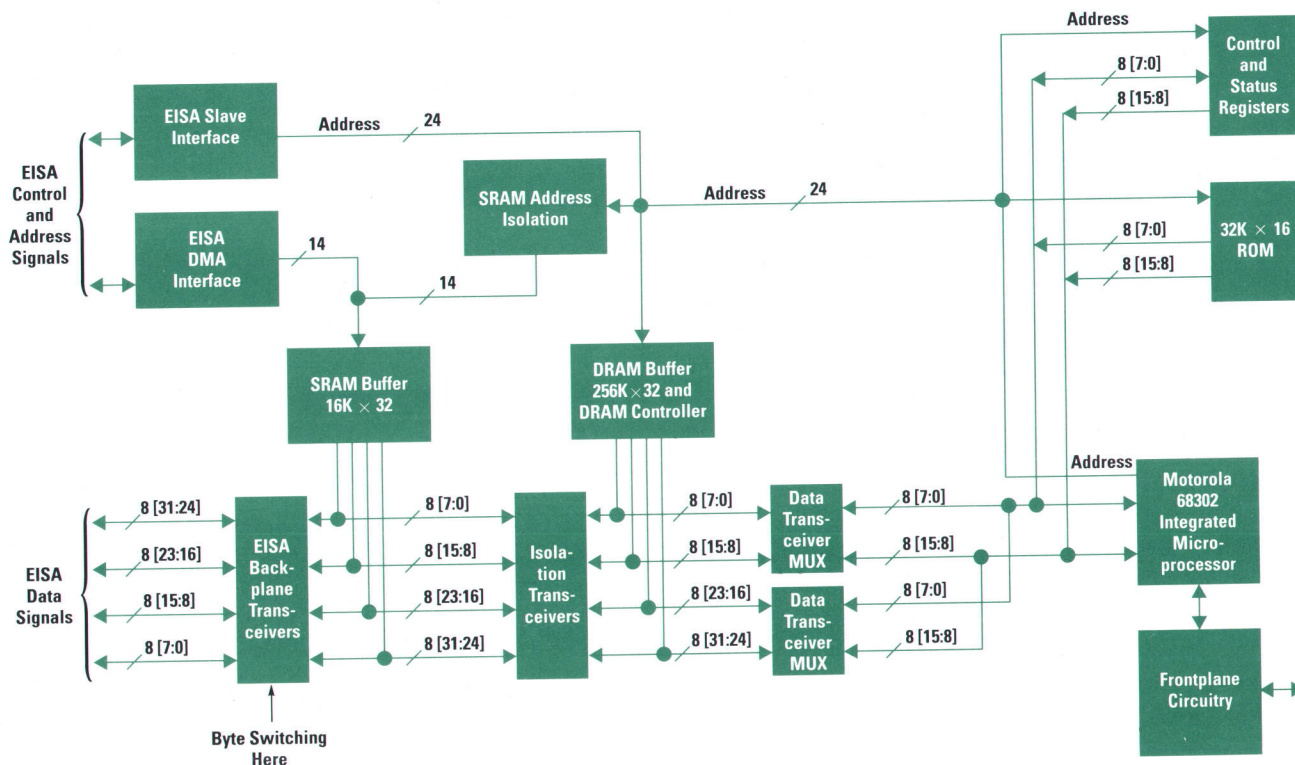 Address
Control
and
Status
Registers
8 [7:0]
8 [15:8]
EISA Slave
Interface
Address
24
EISA
Control
and
Address
Signals
SRAM Address
Isolation
Address
24
EISA
DMA
Interface
14
14
32K × 16
ROM
8 [7:0]
8 [15:8]
SRAM Buffer
16K × 32
DRAM Buffer
256K × 32 and
DRAM Controller
Address
Motorola
68302
Integrated
Micro-
processor
EISA
Data
Signals
8 [31:24]
8 [23:16]
8 [15:8]
8 [7:0]
EISA
Back-
plane
Trans-
ceivers
8 [7:0]
8 [15:8]
8 [23:16]
8 [31:24]
Isola-
tion
Trans-
ceivers
8 [7:0]
8 [15:8]
8 [23:16]
8 [31:24]
Data
Trans-
ceiver
MUX
Data
Trans-
ceiver
MUX
8 [7:0]
8 [15:8]
8 [7:0]
8 [15:8]
Frontplane
Circuitry
Byte Switching
Here